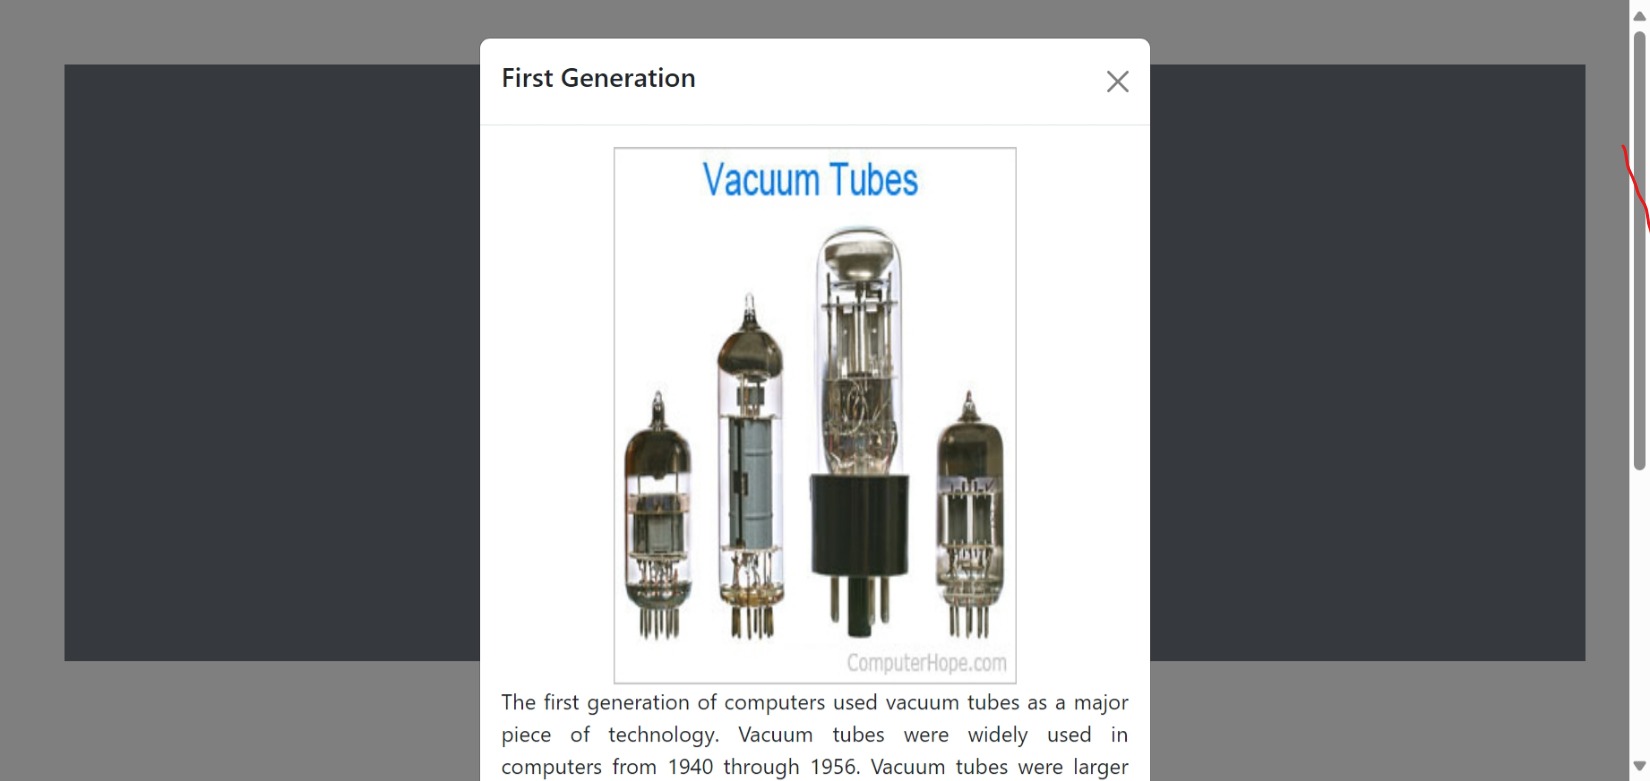 First Generation
Vacuum Tubes
ComputerHope.com
The first generation of computers used vacuum tubes as a major
piece of technology. Vacuum tubes were widely used in
computers from 1940 through 1956. Vacuum tubes were larger